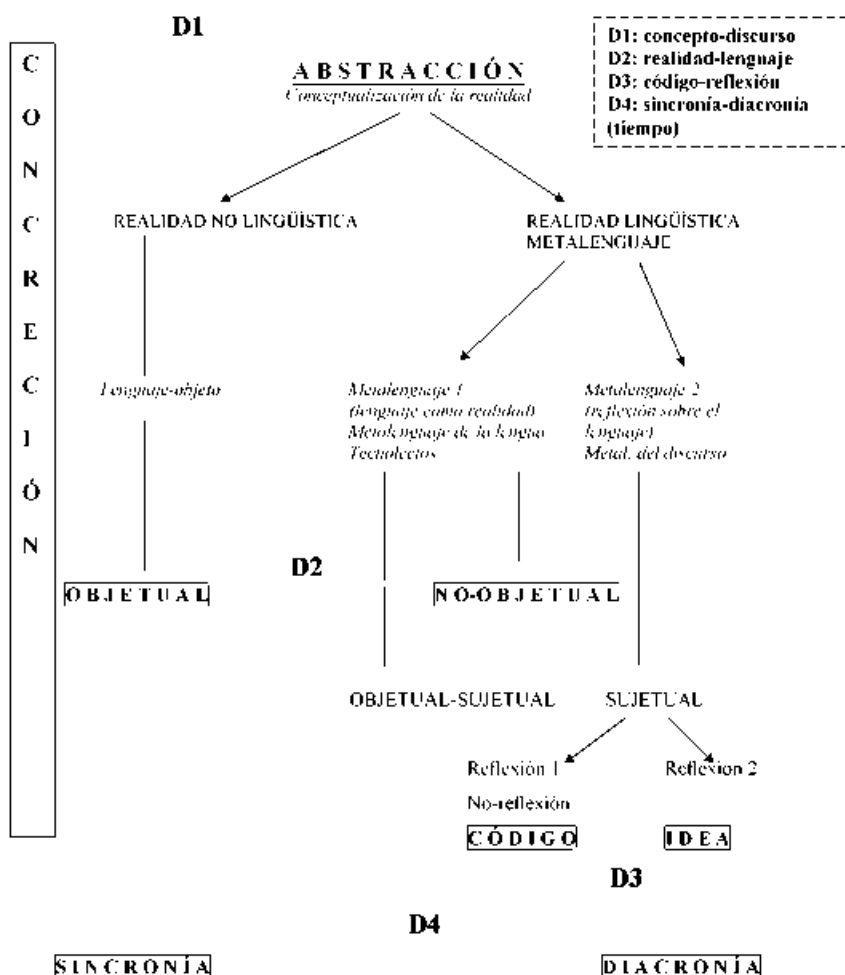 D1
D1: concepto-discurso
D2: realidad-lenguaje
D3: código-reflexión
D4: sincronía-diacronía
(tiempo)
CONCRECIÓN
ABSTRACCIÓN
Conceptualización de la realidad
REALIDAD NO LINGÜÍSTICA
REALIDAD LINGÜÍSTICA
METALENGUAJE
Lenguaje-objeto
Metalenguaje 1
(lenguaje como realidad)
Metalenguaje de la lengua
Tecnolectos
Metalenguaje 2
(reflexión sobre el
lenguaje)
Metal. del discurso
D2
OBJETUAL
NO-OBJETUAL
OBJETUAL-SUJETUAL
SUJETUAL
Reflexión 1
Reflexion 2
No-reflexión
CÓDIGO
IDEA
D3
D4
SINCRONÍA
DIACRONÍA